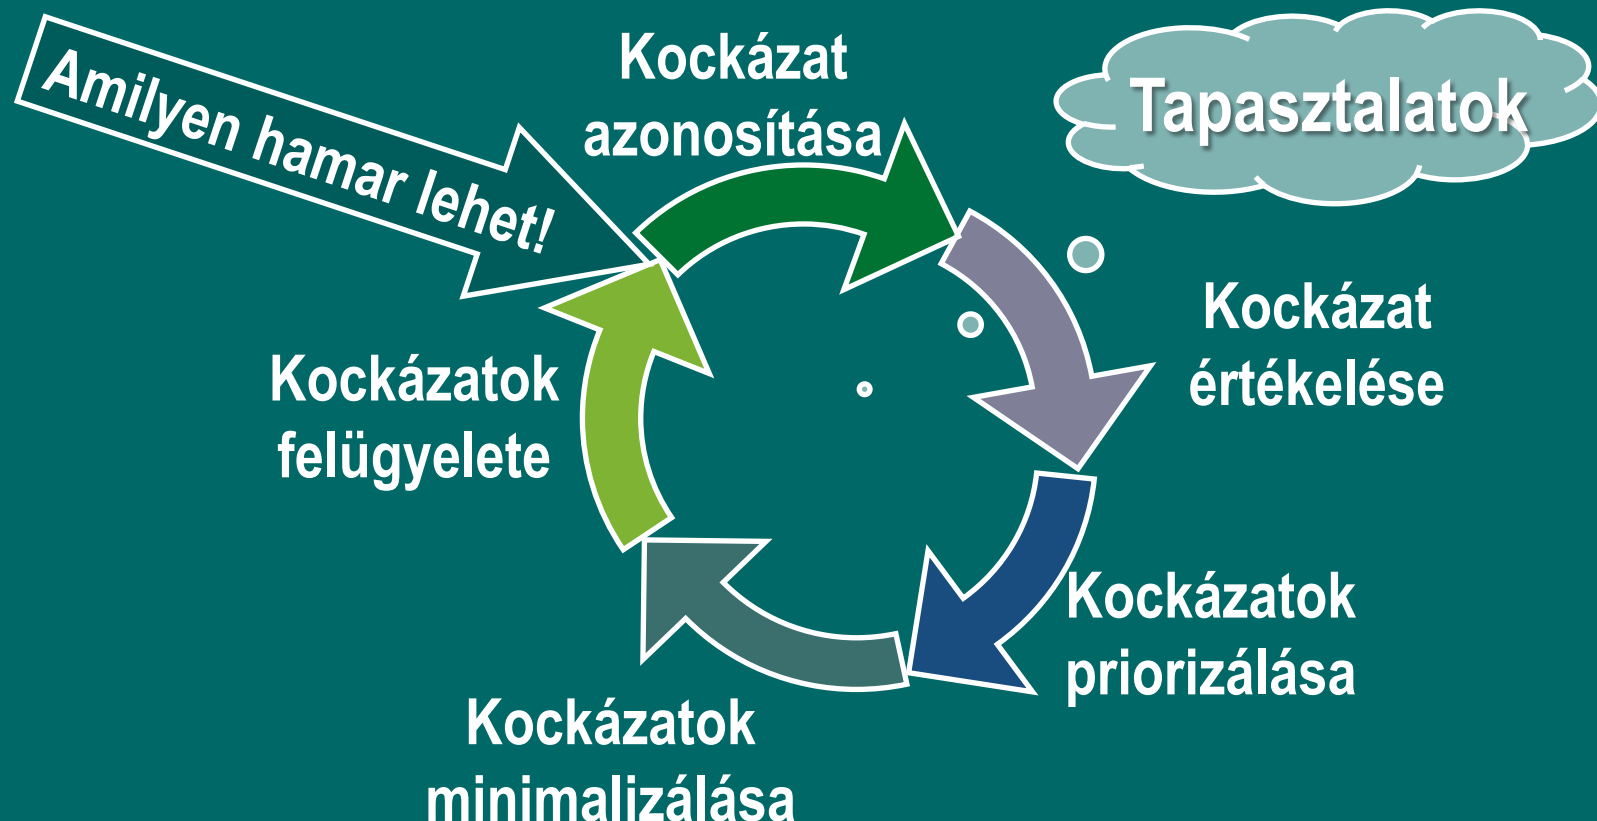 Amilyen hamar lehet!
Kockázat
azonosítása
Tapasztalatok
Kockázat
értékelése
Kockázatok
priorizálása
Kockázatok
minimalizálása
Kockázatok
felügyelete